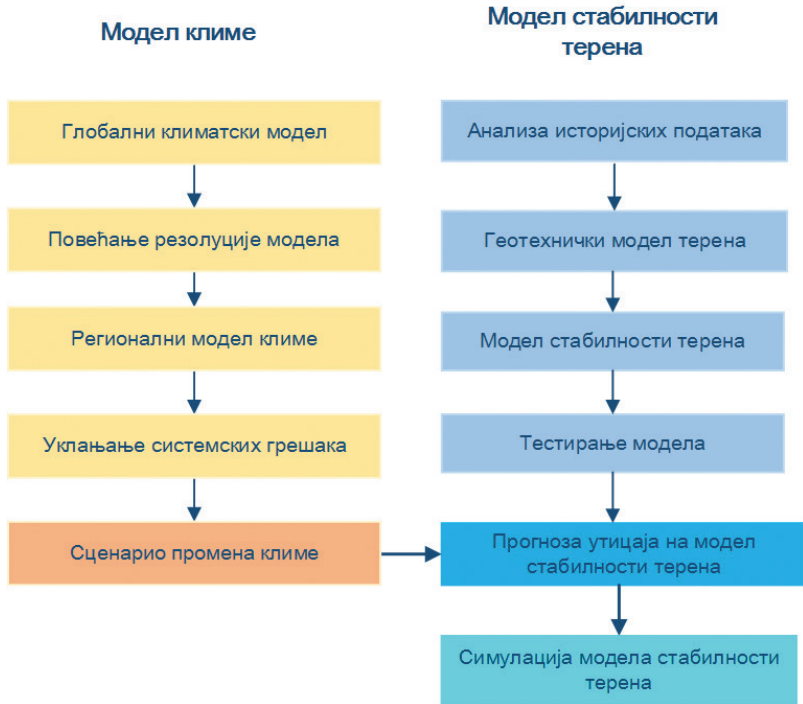 Модел климе
Глобални климатски модел
Повећање резолуције модела
Регионални модел климе
Уклањање системских грешака
Сценарио промена климе
Модел стабилности
терена
Анализа историјских података
Геотехнички модел терена
Модел стабилности терена
Тестирање модела
Прогноза утицаја на модел
стабилности терена
Симулација модела стабилности
терена